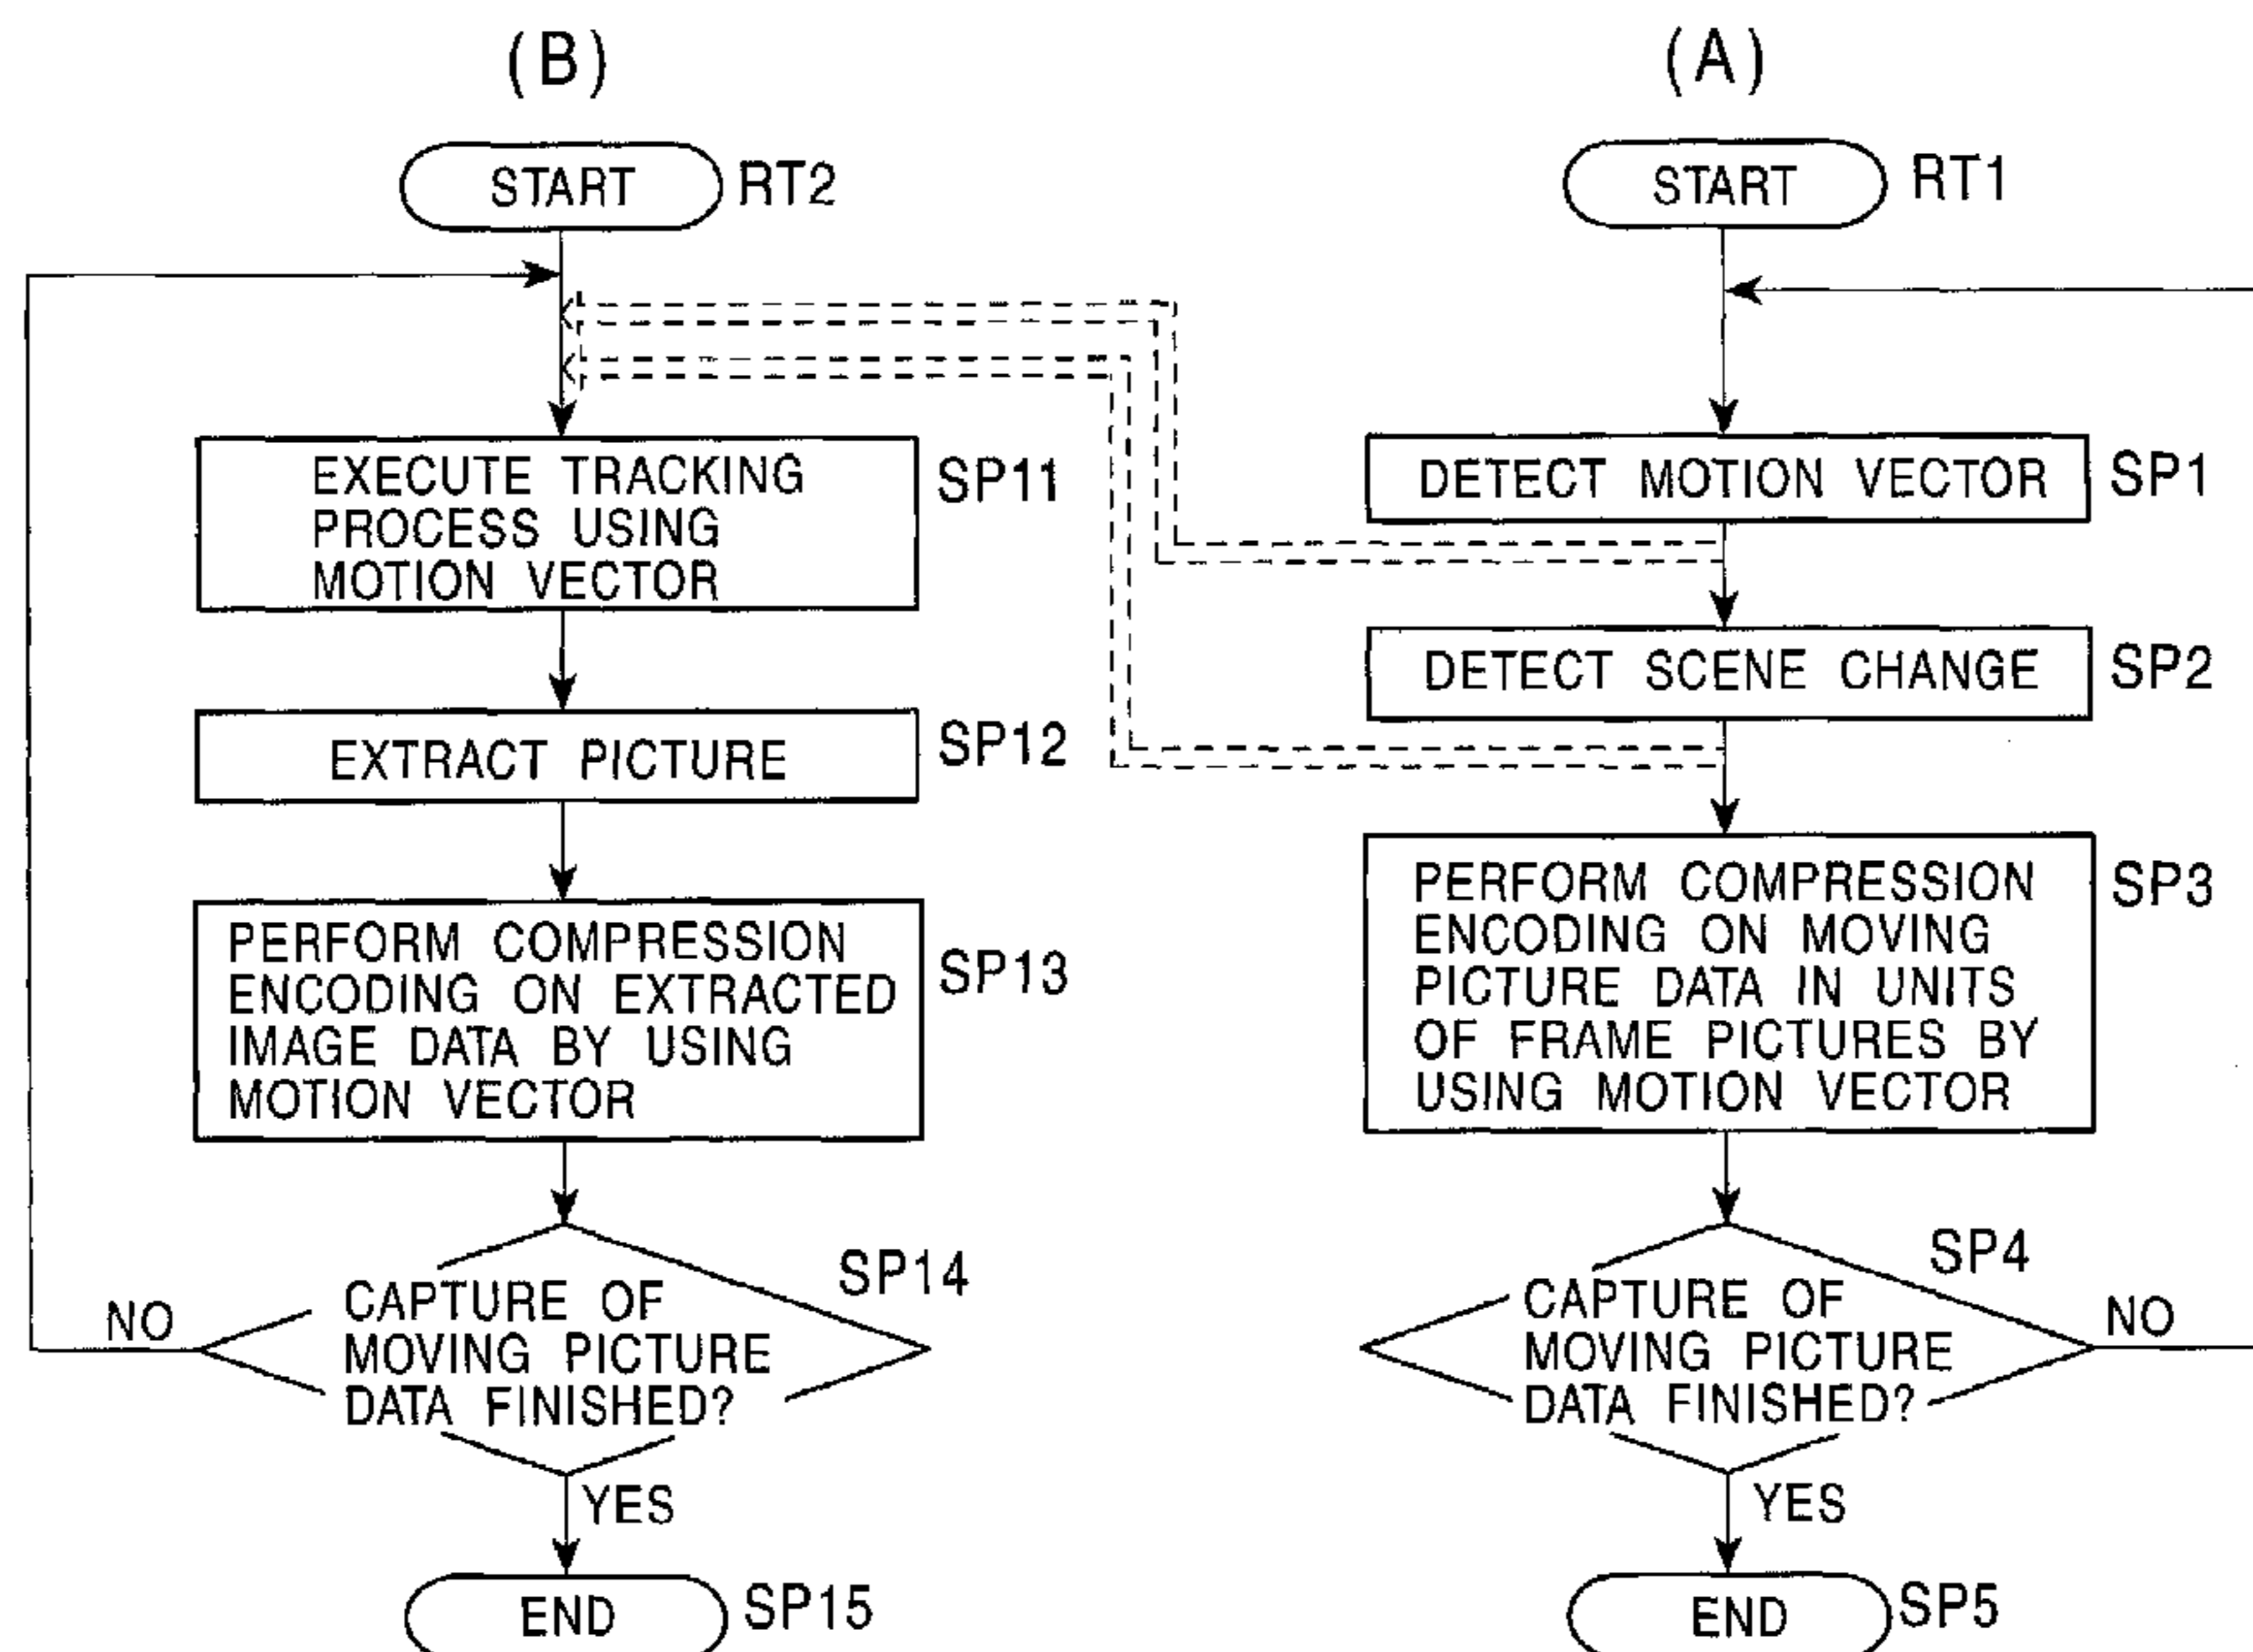 (B)
START
RT2
EXECUTE TRACKING
PROCESS USING
MOTION VECTOR
SP11
EXTRACT PICTURE
SP12
PERFORM COMPRESSION
ENCODING ON EXTRACTED
IMAGE DATA BY USING
MOTION VECTOR
SP13
SP14
CAPTURE OF
MOVING PICTURE
DATA FINISHED?
NO
YES
END
SP15
(A)
START
RT1
DETECT MOTION VECTOR
SP1
DETECT SCENE CHANGE
SP2
PERFORM COMPRESSION
ENCODING ON MOVING
PICTURE DATA IN UNITS
OF FRAME PICTURES BY
USING MOTION VECTOR
SP3
SP4
CAPTURE OF
MOVING PICTURE
DATA FINISHED?
NO
YES
END
SP5